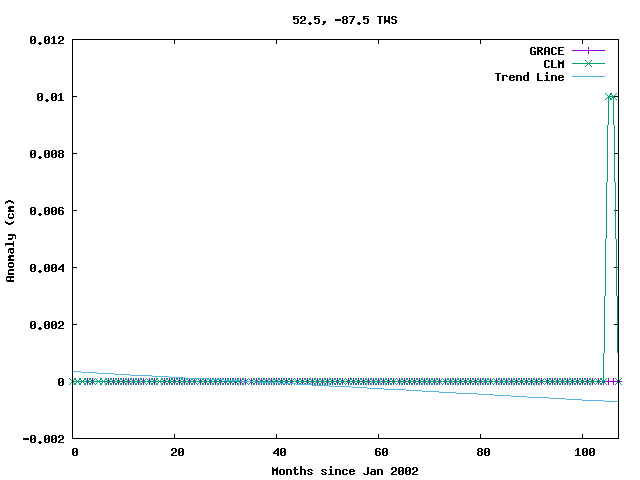 52.5, -87.5 TWS
0.012
0.01
0.008
0.006
0.004
0.002
0
-0.002
Anomaly (cm)
GRACE
CLM
Trend Line
0 20 40 60 80 100
Months since Jan 2002